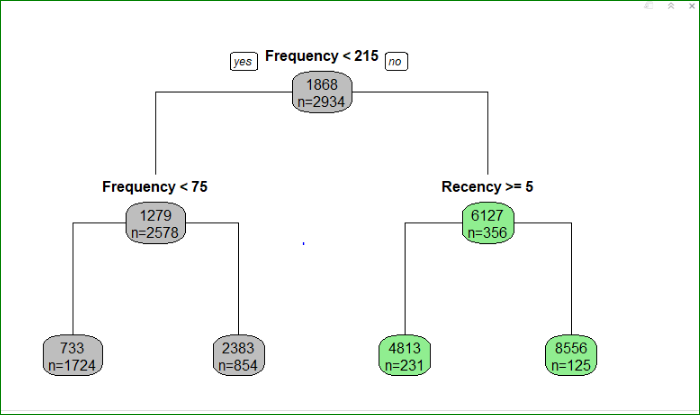 Frequency < 215
yes
no
1868
n=2934
Frequency < 75
Recency >= 5
1279
n=2578
6127
n=356
733
n=1724
2383
n=854
4813
n=231
8556
n=125